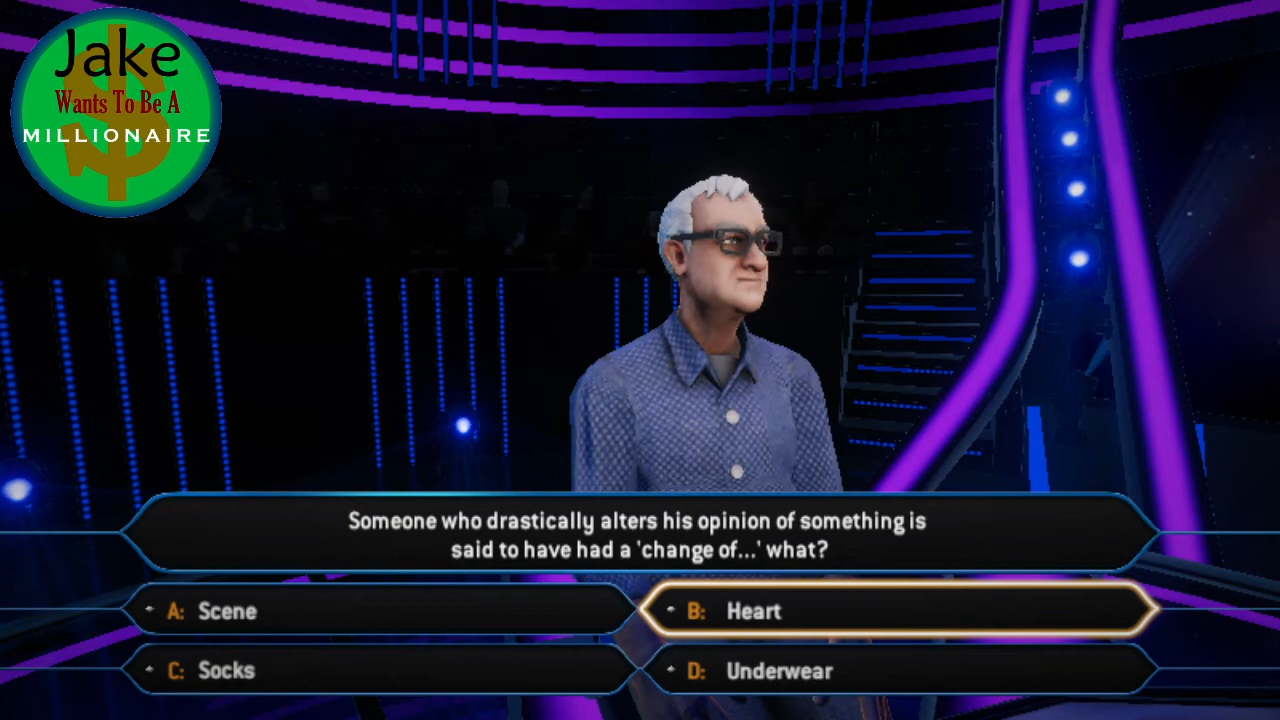 Jake
Wants To Be A
MILLIONAIRE
Someone who drastically alters his opinion of something is
said to have had a 'change of...' what?
A: Scene
B: Heart
C: Socks
D: Underwear